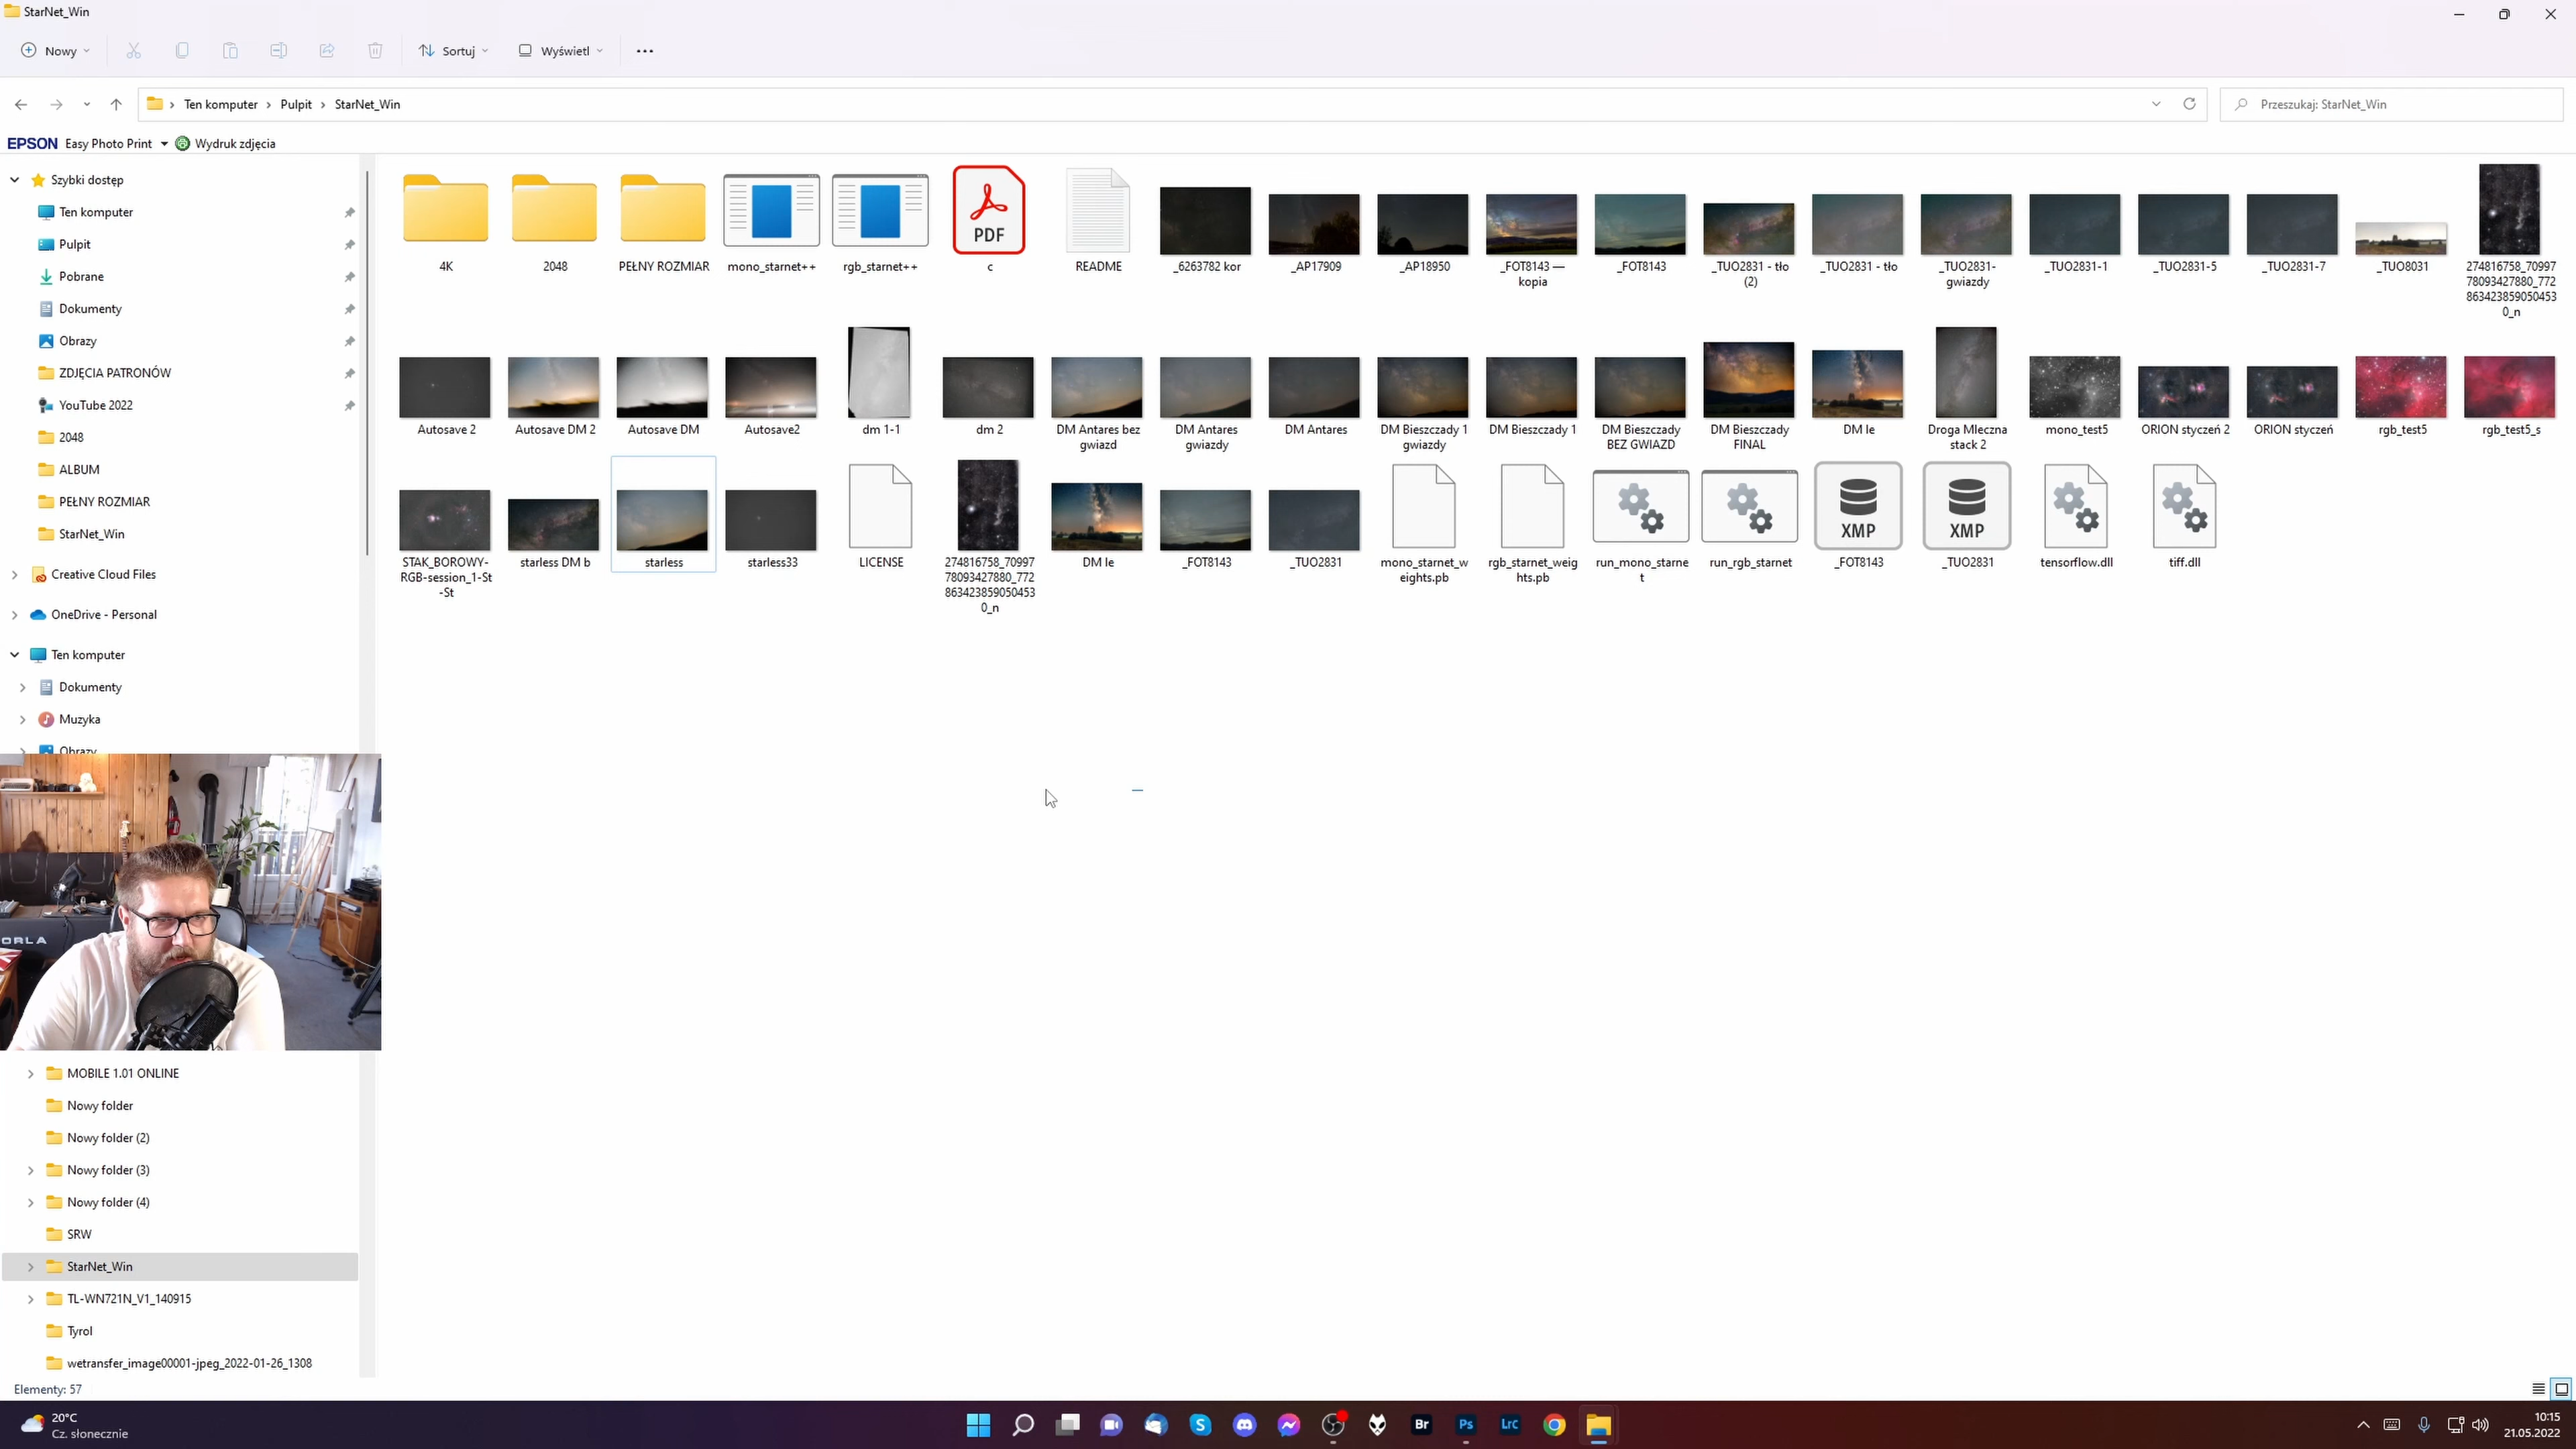 StarNet_Win
Nowy
Sortuj
Wyświetl
Ten komputer
Pulpit
StarNet_Win
Przeszukaj: StarNet_Win
EPSON
Easy Photo Print
Wydruk zdjęcia
Szybki dostęp
Ten komputer
Pulpit
Pobrane
Dokumenty
Obrazy
ZDJĘCIA PATRONÓW
YouTube 2022
2048
ALBUM
PEŁNY ROZMIAR
StarNet_Win
Creative Cloud Files
OneDrive - Personal
Ten komputer
Dokumenty
Muzyka
Obrazy
MOBILE 1.01 ONLINE
Nowy folder
Nowy folder (2)
Nowy folder (3)
Nowy folder (4)
SRW
StarNet_Win
TL-WN721N_V1_140915
Tyrol
wetransfer_image00001-jpeg_2022-01-26_1308
4K
2048
PEŁNY ROZMIAR
mono_starnet++
rgb_starnet++
PDF
c
README
_6263782 kor
_AP17909
_AP18950
_FOT8143 —
kopia
_FOT8143
_TUO2831 - tło
(2)
_TUO2831 - tło
_TUO2831-
gwiazdy
_TUO2831-1
_TUO2831-5
_TUO2831-7
_TUO8031
274816758_70997
78093427880_772
863423859050453
0_n
Autosave 2
Autosave DM 2
Autosave DM
Autosave2
dm 1-1
dm 2
DM Antares bez
gwiazd
DM Antares
gwiazdy
DM Antares
DM Bieszczady 1
gwiazdy
DM Bieszczady 1
DM Bieszczady
BEZ GWIAZD
DM Bieszczady
FINAL
DM le
Droga Mleczna
stack 2
mono_test5
ORION styczeń 2
ORION styczeń
rgb_test5
rgb_test5_s
STAK_BOROWY-
RGB-session_1-St
-St
starless DM b
starless
starless33
LICENSE
274816758_70997
78093427880_772
863423859050453
0_n
DM le
_FOT8143
_TUO2831
mono_starnet_w
eights.pb
rgb_starnet_weig
hts.pb
run_mono_starne
t
run_rgb_starnet
XMP
_FOT8143
XMP
_TUO2831
tensorflow.dll
tiff.dll
ORLA
Elementy: 57
20°C
Cz. słonecznie
Br
Ps
LrC
10:15
21.05.2022